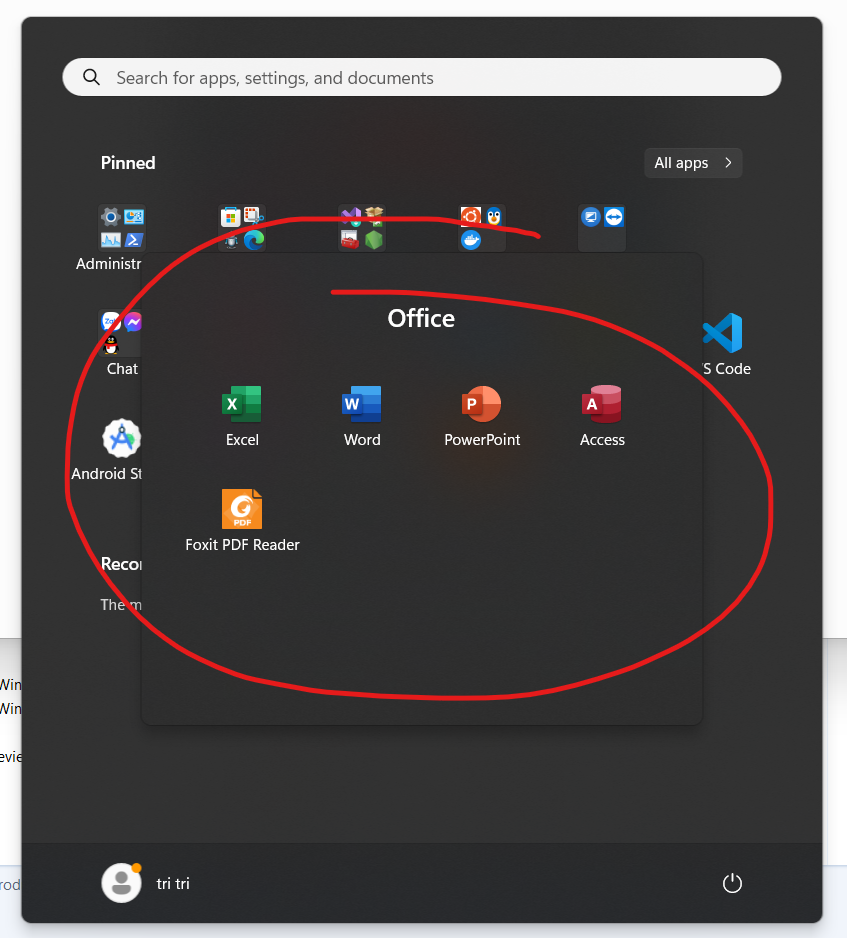 Search for apps, settings, and documents
Pinned
All apps
Administr
Office
Chat
S Code
Excel
Word
PowerPoint
Access
Android St
PDF
Foxit PDF Reader
Reco
The m
Win
Win
evie
rod
tri tri